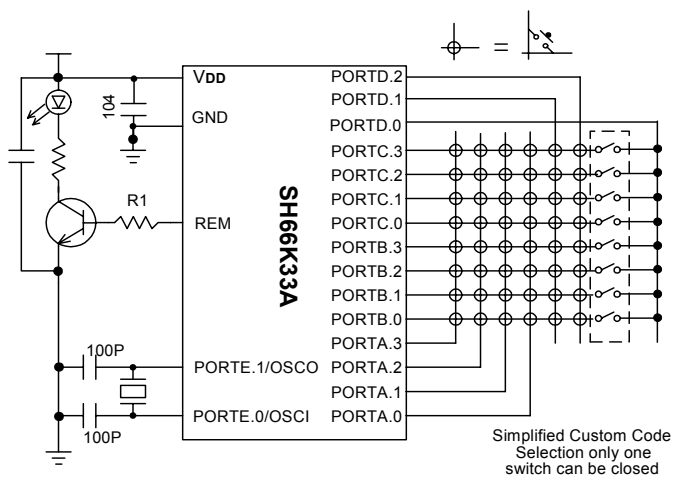 =
VDD
PORTD.2
PORTD.1
104
GND
PORTD.0
PORTC.3
PORTC.2
R1
PORTC.1
REM
SH66K33A
PORTC.0
PORTB.3
PORTB.2
PORTB.1
PORTB.0
PORTA.3
100P
PORTE.1/OSCO
PORTA.2
PORTA.1
PORTE.0/OSCI
PORTA.0
100P
Simplified Custom Code
Selection only one
switch can be closed